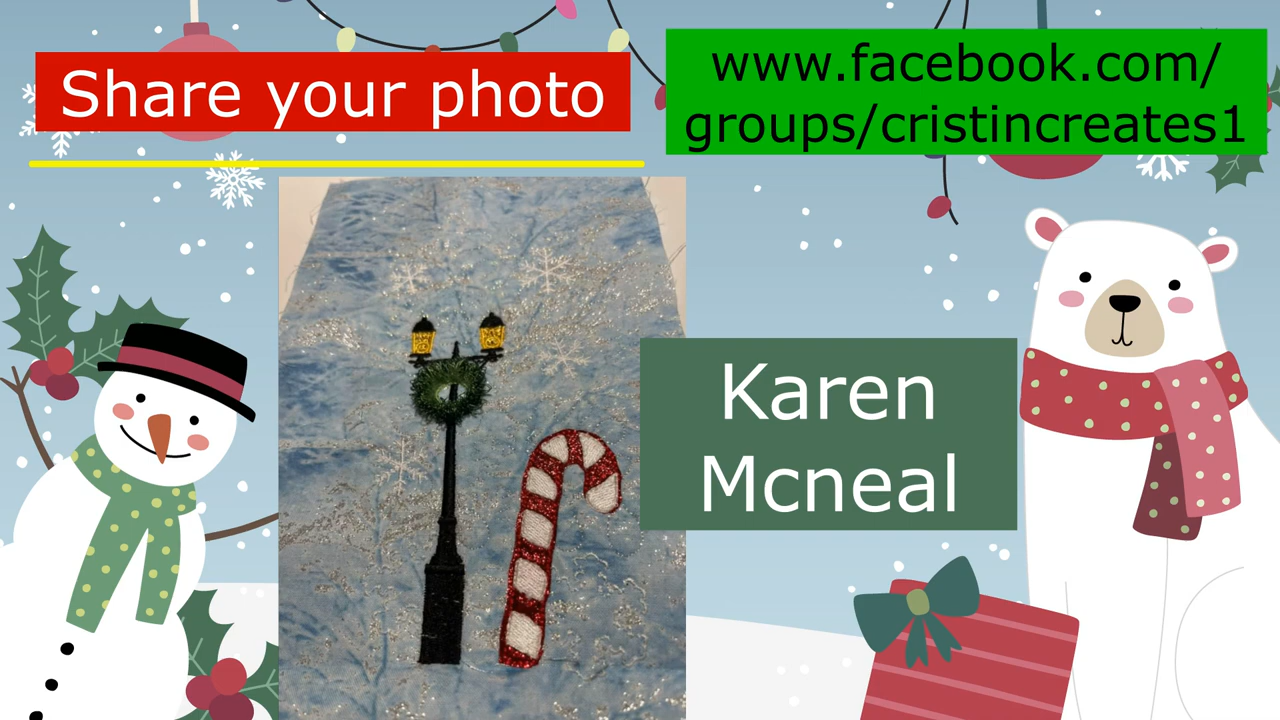 Share your photo
www.facebook.com/
groups/cristincreates1
Karen
Mcneal